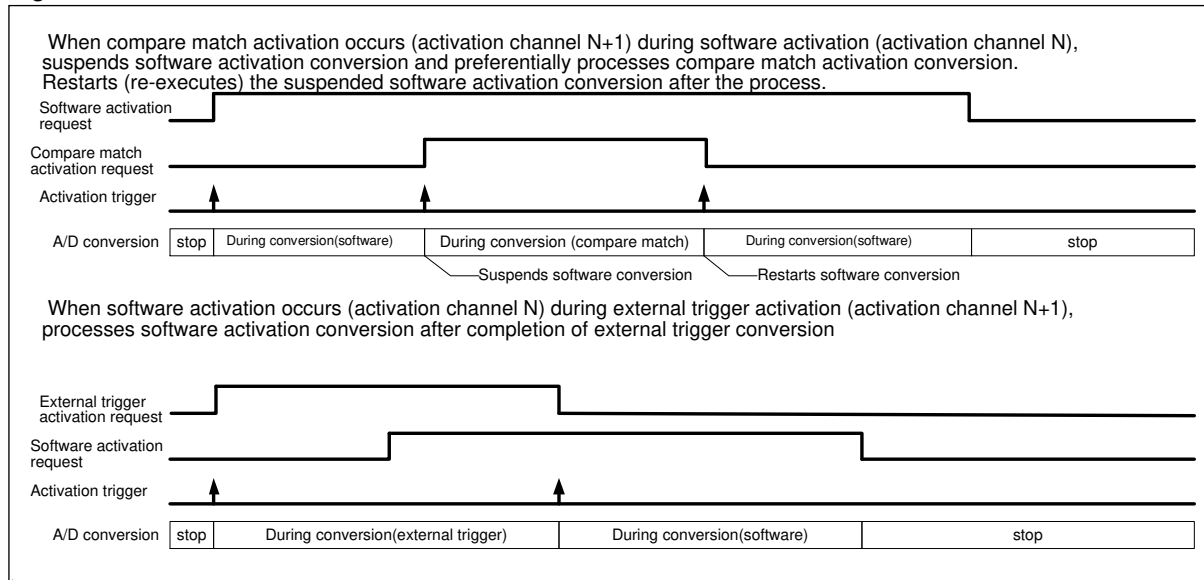 When compare match activation occurs (activation channel N+1) during software activation (activation channel N),
suspends software activation conversion and preferentially processes compare match activation conversion.
Restarts (re-executes) the suspended software activation conversion after the process.
Software activation
request
Compare match
activation request
Activation trigger
A/D conversion stop During conversion(software) During conversion (compare match) During conversion(software) stop
Suspends software conversion Restarts software conversion
When software activation occurs (activation channel N) during external trigger activation (activation channel N+1),
processes software activation conversion after completion of external trigger conversion
External trigger
activation request
Software activation
request
Activation trigger
A/D conversion stop During conversion(external trigger) During conversion(software) stop